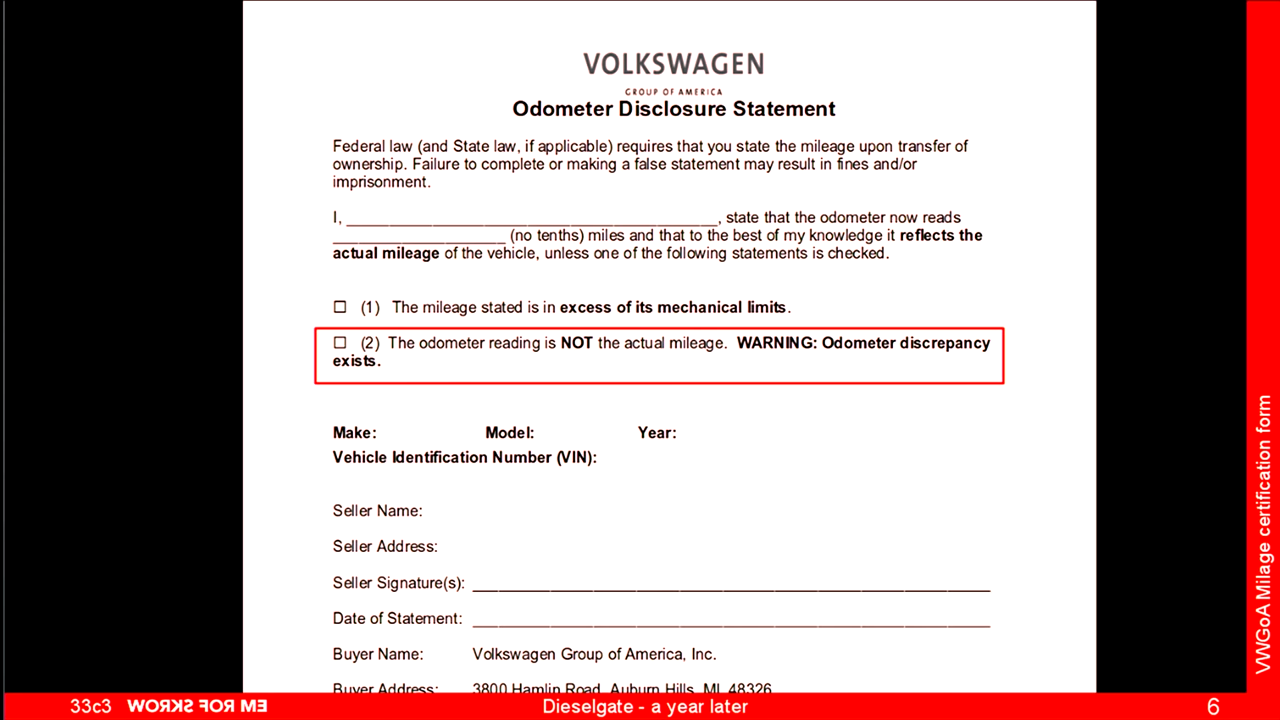 VOLKSWAGEN
GROUP OF AMERICA
Odometer Disclosure Statement
Federal law (and State law, if applicable) requires that you state the mileage upon transfer of
ownership. Failure to complete or making a false statement may result in fines and/or
imprisonment.
I, ___________________________________________, state that the odometer now reads
____________________ (no tenths) miles and that to the best of my knowledge it reflects the
actual mileage of the vehicle, unless one of the following statements is checked.
☐ (1) The mileage stated is in excess of its mechanical limits.
☐ (2) The odometer reading is NOT the actual mileage. WARNING: Odometer discrepancy
exists.
Make: Model: Year:
Vehicle Identification Number (VIN):
Seller Name:
Seller Address:
Seller Signature(s): ____________________________________________
Date of Statement: ____________________________________________
Buyer Name: Volkswagen Group of America, Inc.
Buyer Address: 3800 Hamlin Road, Auburn Hills, MI 48326
VWGoA Milage certification form
33c3 WORKS FOR ME Dieselgate - a year later 6